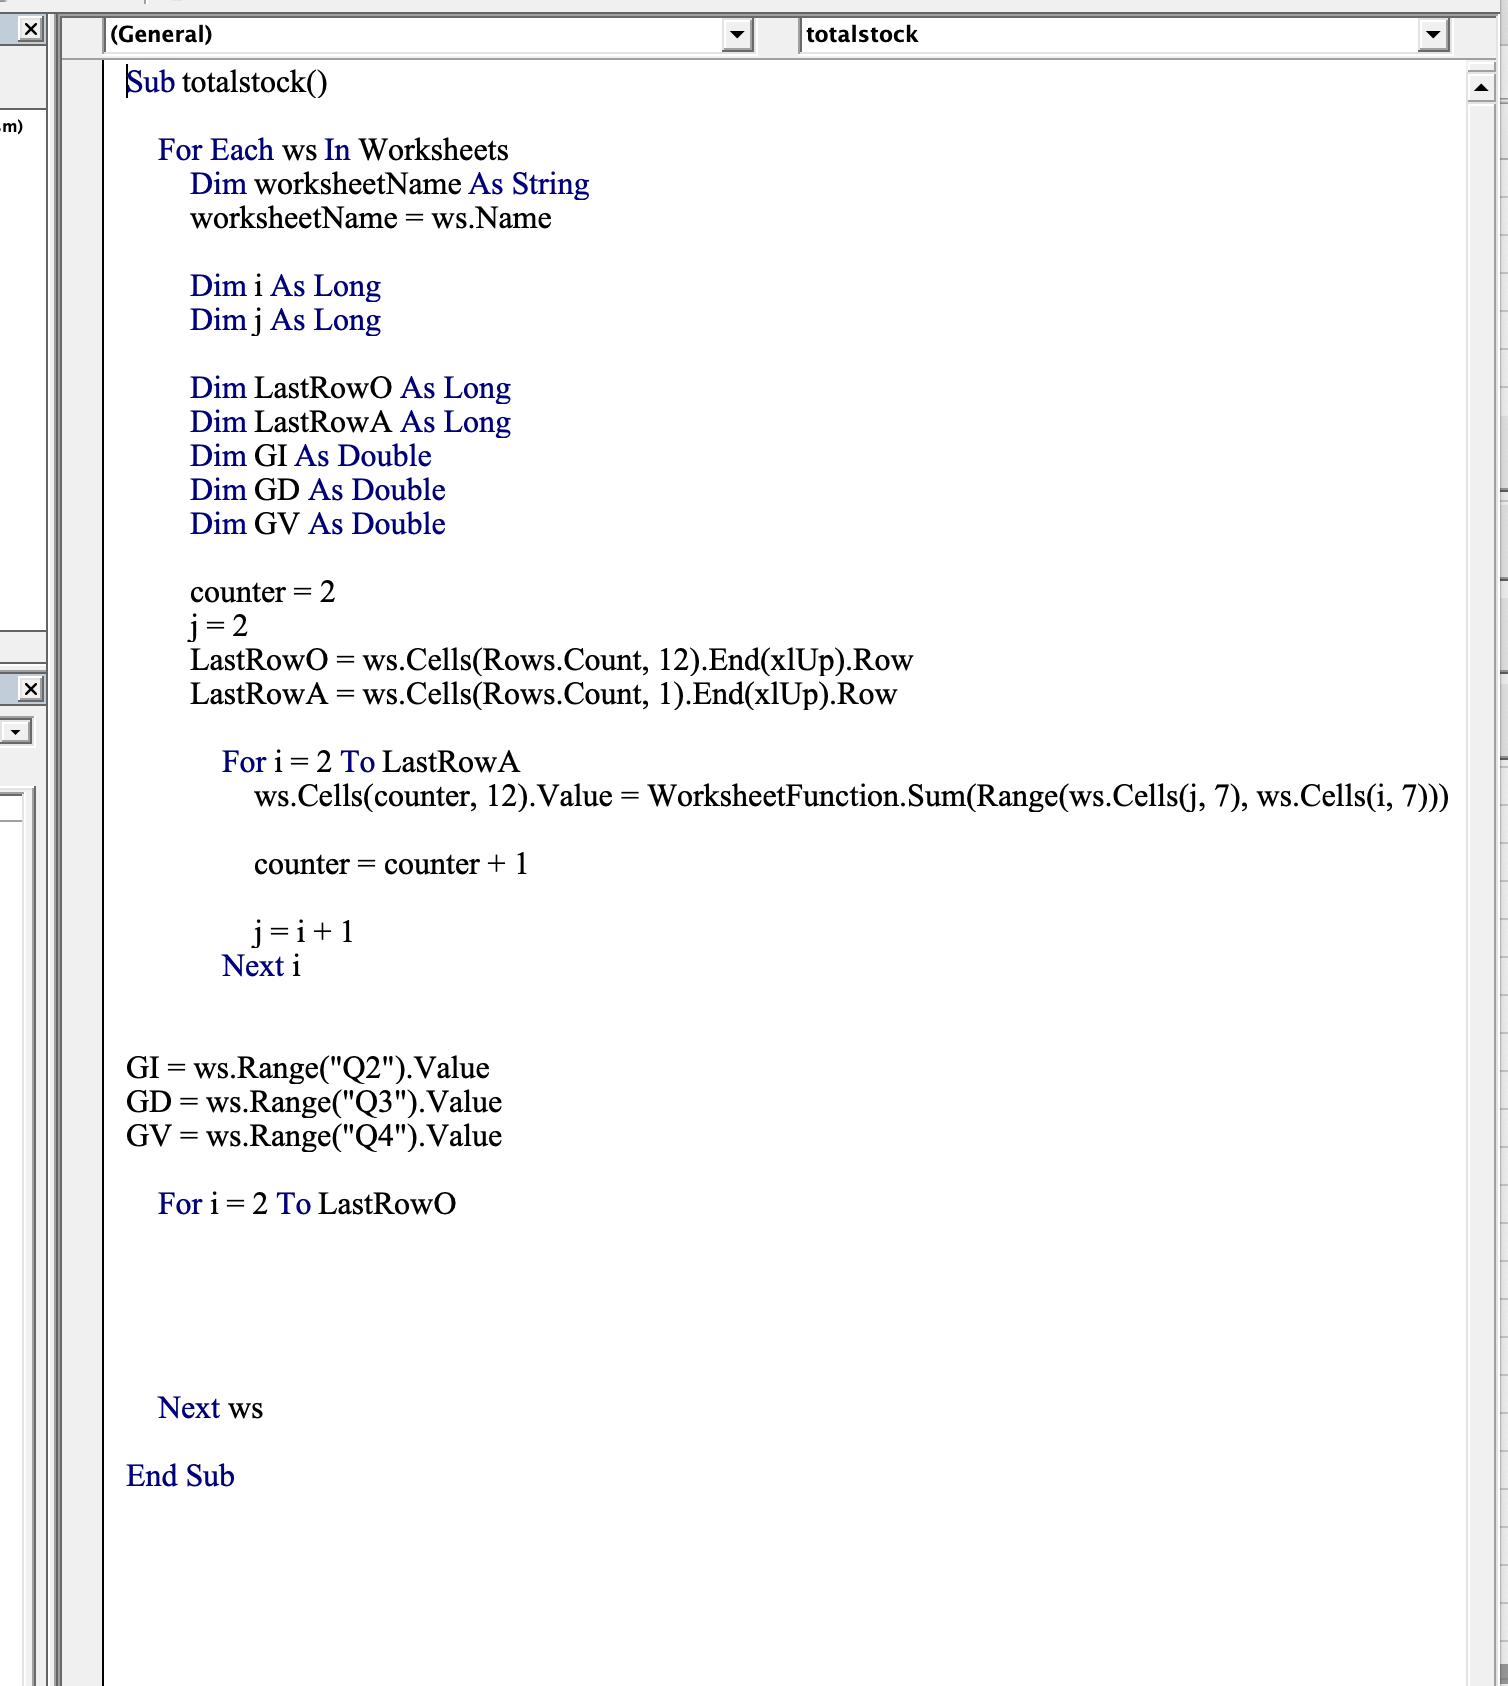 (General)
totalstock
m)
Sub totalstock()
For Each ws In Worksheets
Dim worksheetName As String
worksheetName = ws.Name
Dim i As Long
Dim j As Long
Dim LastRowO As Long
Dim LastRowA As Long
Dim GI As Double
Dim GD As Double
Dim GV As Double
counter = 2
j = 2
LastRowO = ws.Cells(Rows.Count, 12).End(xlUp).Row
LastRowA = ws.Cells(Rows.Count, 1).End(xlUp).Row
For i = 2 To LastRowA
ws.Cells(counter, 12).Value = WorksheetFunction.Sum(Range(ws.Cells(j, 7), ws.Cells(i, 7)))
counter = counter + 1
j = i + 1
Next i
GI = ws.Range("Q2").Value
GD = ws.Range("Q3").Value
GV = ws.Range("Q4").Value
For i = 2 To LastRowO
Next ws
End Sub